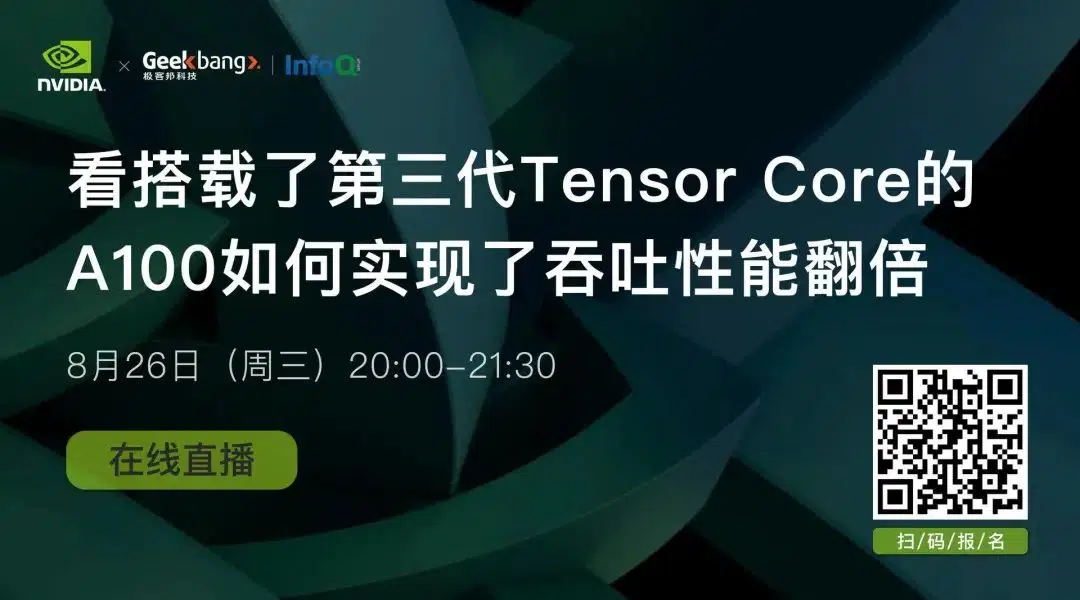 NVIDIA. × Geekbang>. | InfoQ
极客邦科技
看搭载了第三代Tensor Core的
A100如何实现了吞吐性能翻倍
8月26日（周三）20:00-21:30
在线直播
扫/码/报/名